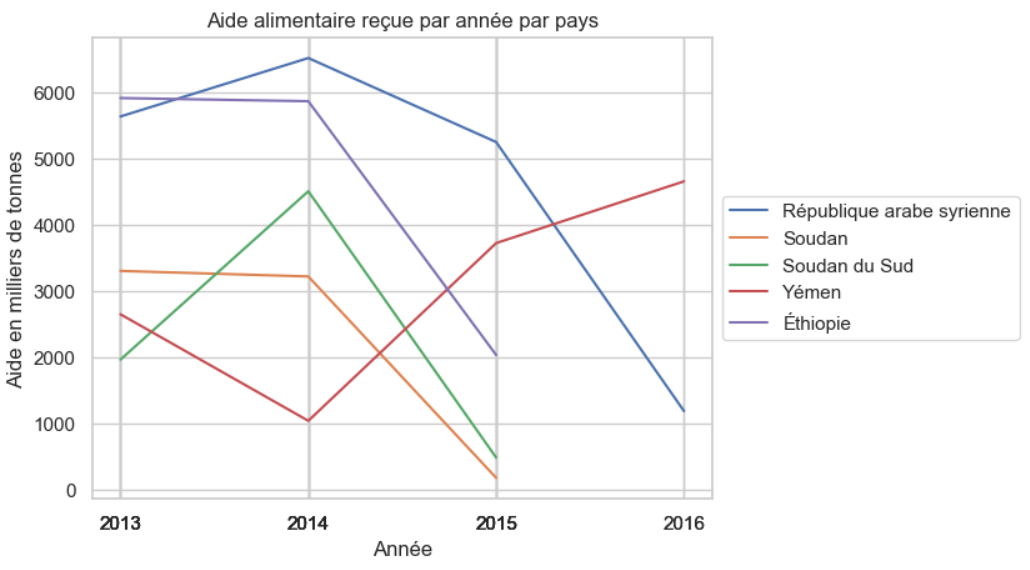 Aide alimentaire reçue par année par pays
Aide en milliers de tonnes
6000
5000
4000
3000
2000
1000
0
2013 2014 2015 2016
Année
République arabe syrienne
Soudan
Soudan du Sud
Yémen
Éthiopie